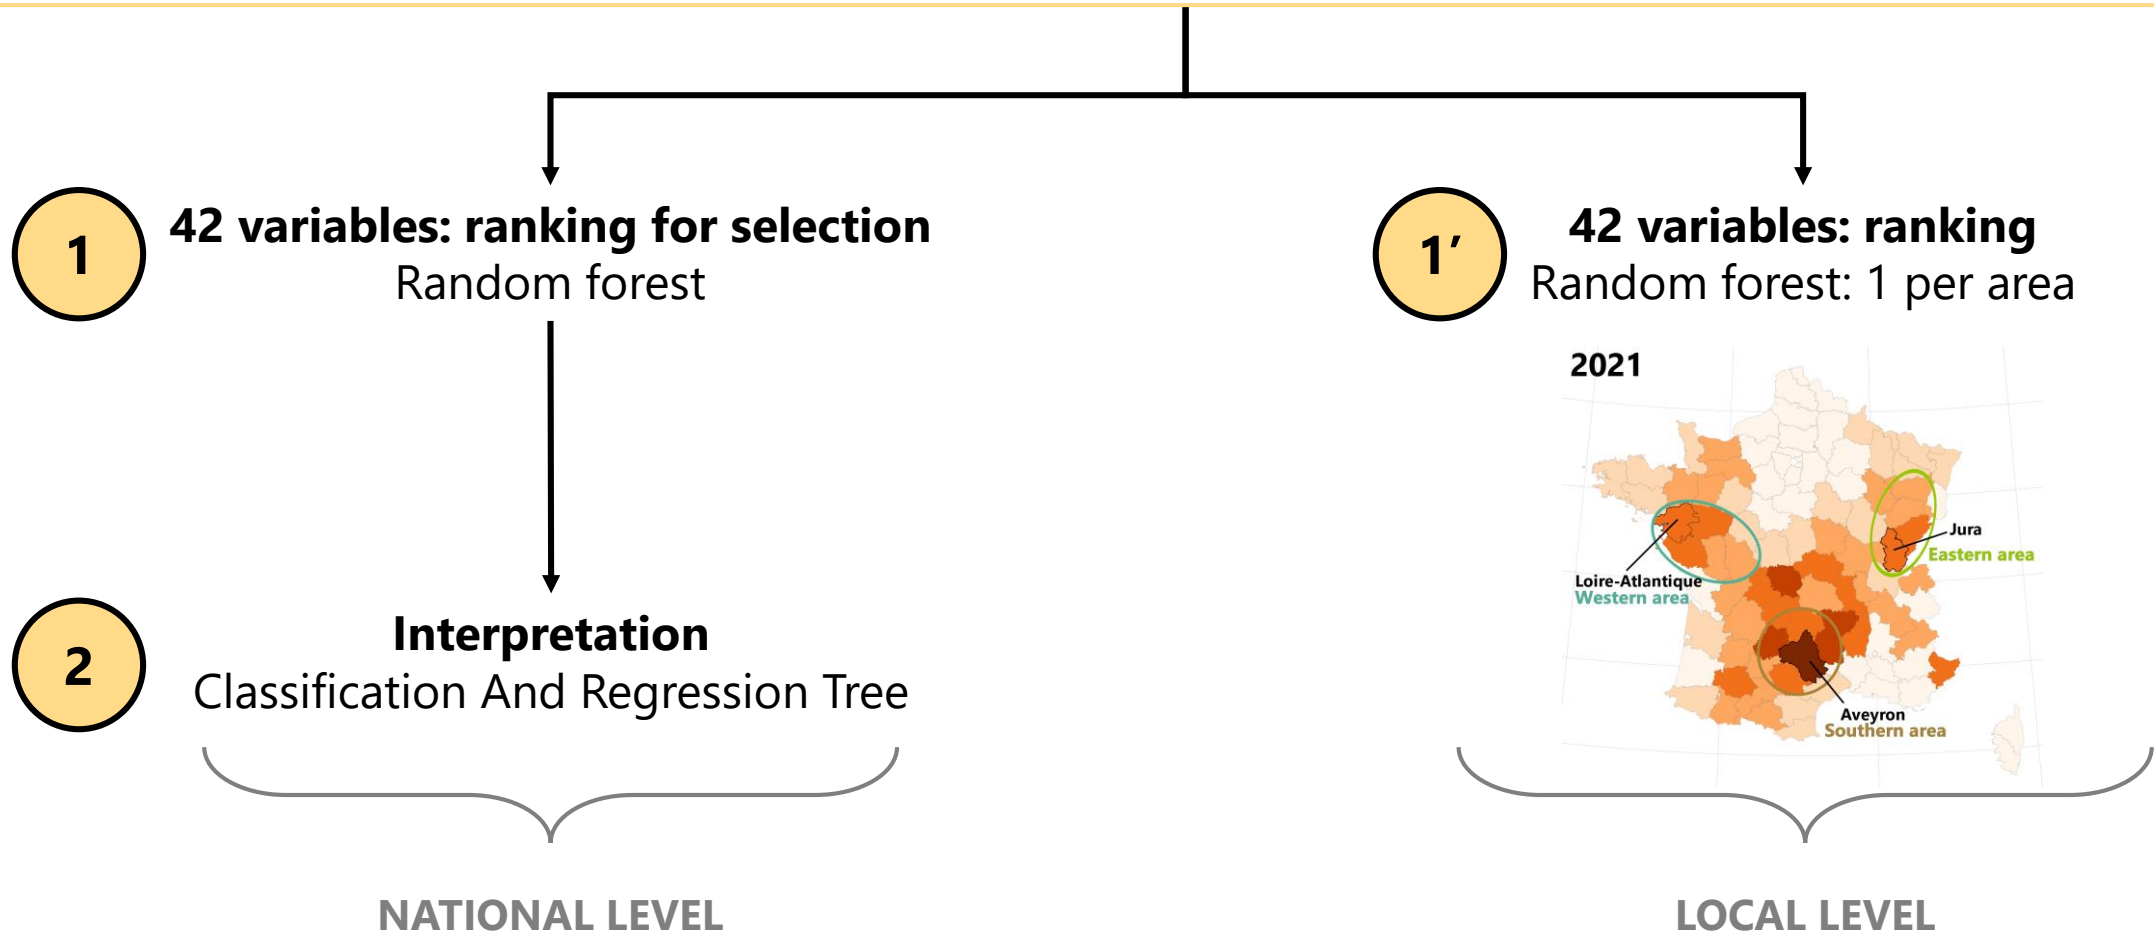 1
42 variables: ranking for selection
Random forest
2
Interpretation
Classification And Regression Tree
NATIONAL LEVEL
1’
42 variables: ranking
Random forest: 1 per area
2021
Jura
Eastern area
Loire-Atlantique
Western area
Aveyron
Southern area
LOCAL LEVEL